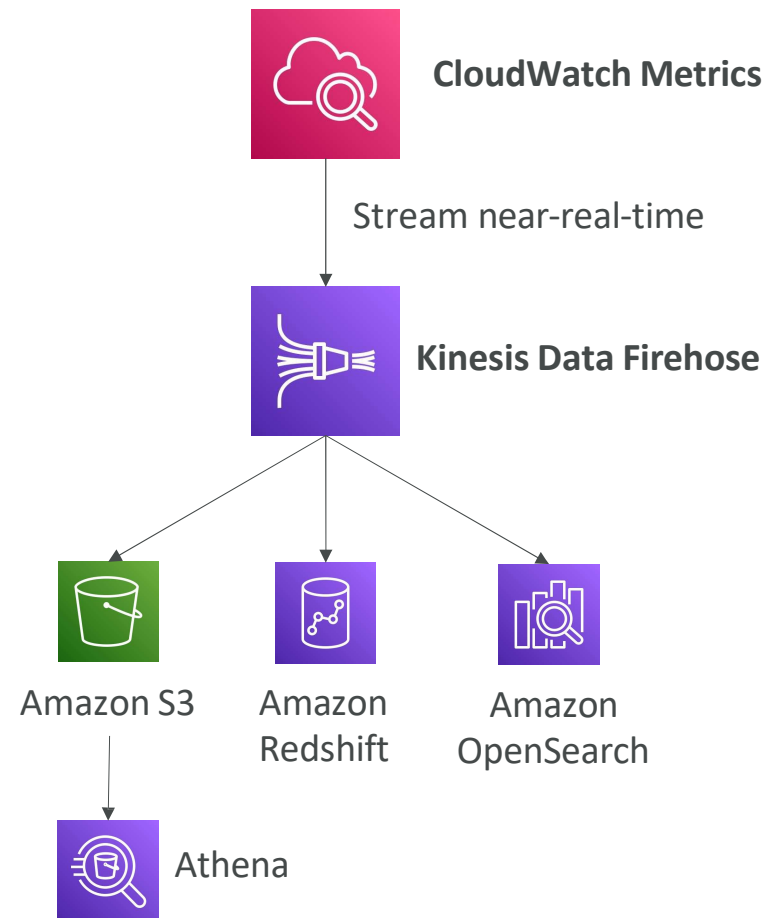 CloudWatch Metrics
Stream near-real-time
Kinesis Data Firehose
Amazon S3
Amazon
Redshift
Amazon
OpenSearch
Athena